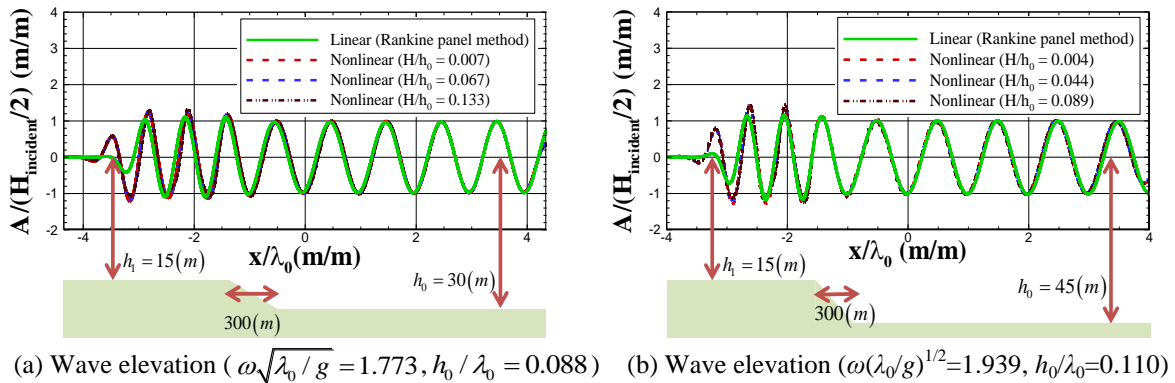 A/(H_incident/2) (m/m)
4
3
2
1
0
-1
-2
Linear (Rankine panel method)
Nonlinear (H/h₀ = 0.007)
Nonlinear (H/h₀ = 0.067)
Nonlinear (H/h₀ = 0.133)
-4 -2 0 2 4
x/λ₀(m/m)
h₁ = 15(m)
h₀ = 30(m)
300(m)
(a) Wave elevation ( ω√(λ₀ / g) = 1.773, h₀ / λ₀ = 0.088 )
A/(H_incident/2) (m/m)
4
3
2
1
0
-1
-2
Linear (Rankine panel method)
Nonlinear (H/h₀ = 0.004)
Nonlinear (H/h₀ = 0.044)
Nonlinear (H/h₀ = 0.089)
-4 -2 0 2 4
x/λ₀ (m/m)
h₁ = 15(m)
h₀ = 45(m)
300(m)
(b) Wave elevation (ω(λ₀/g)^1/2=1.939, h₀/λ₀=0.110)